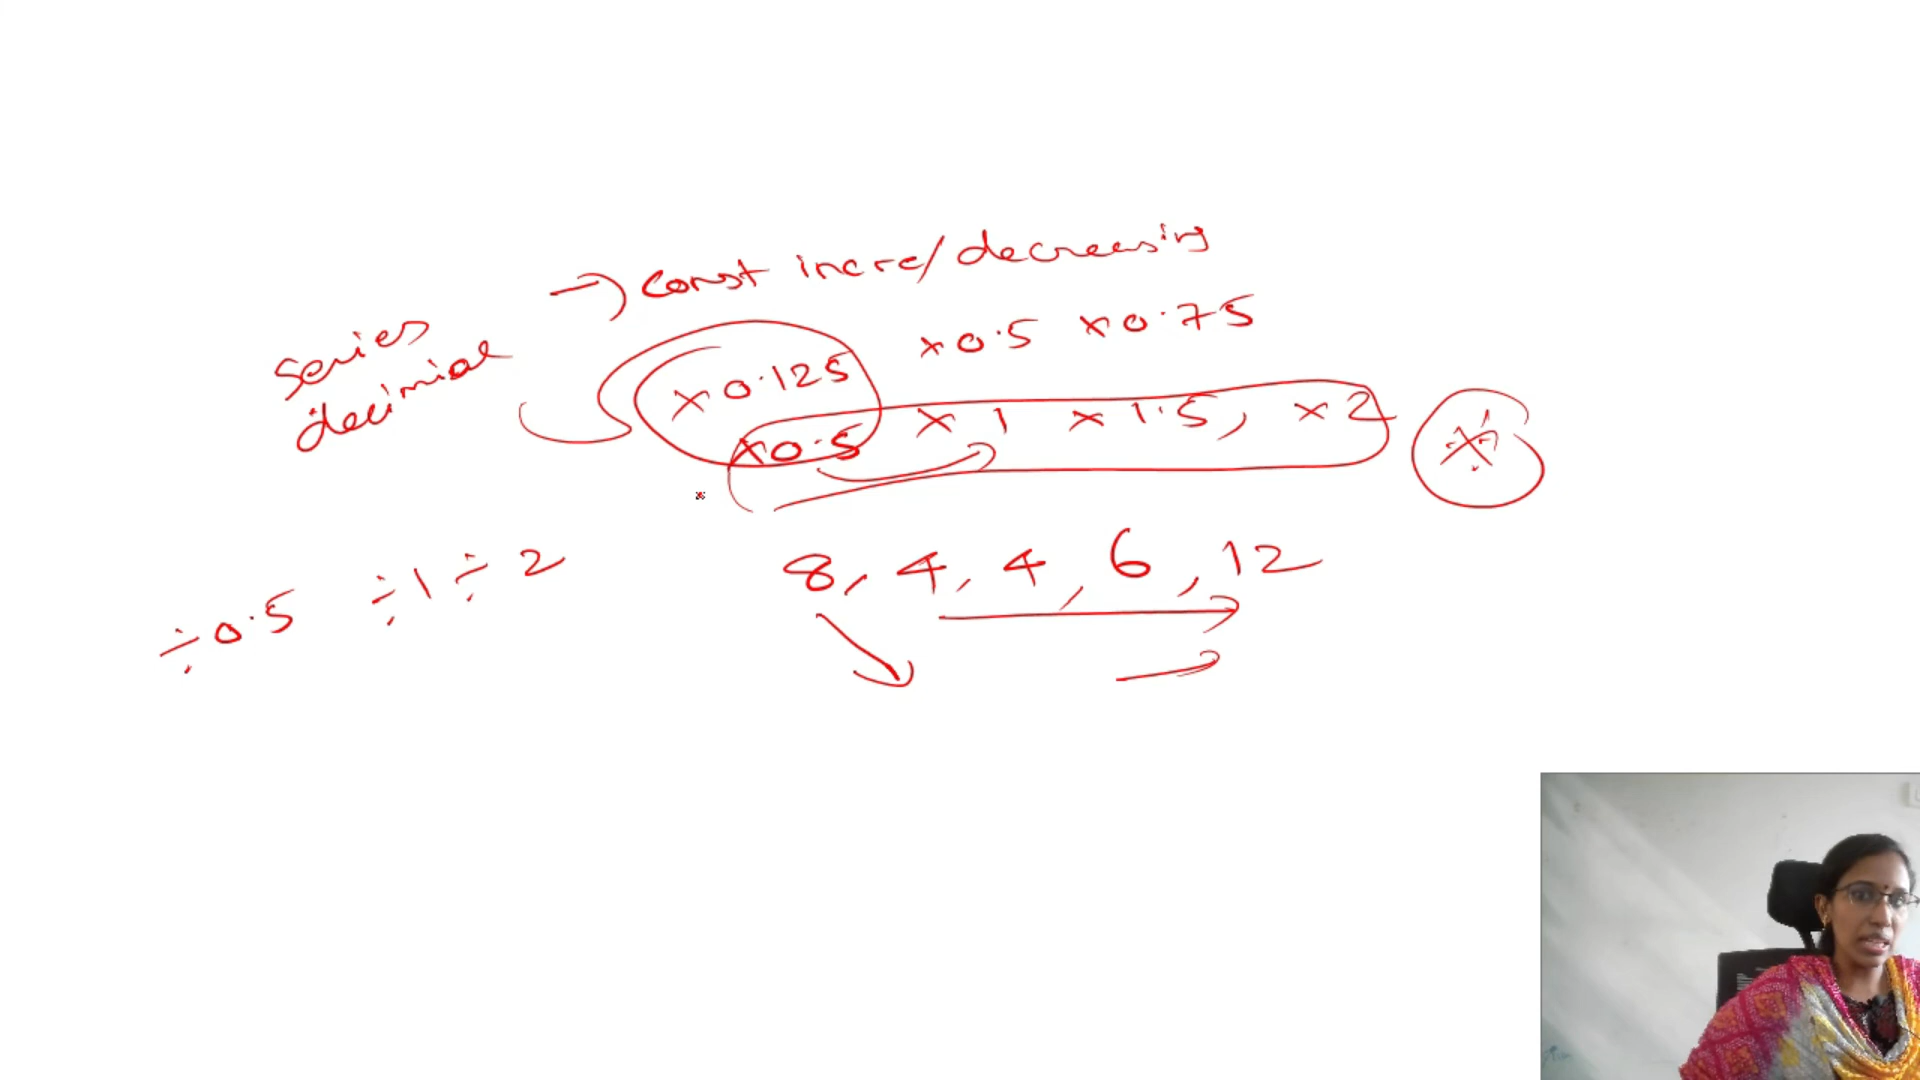 → const incre/decreasing
series
decimial
×0.125 ×0.5 ×0.75
×0.5 ×1 ×1.5, ×2
÷0.5 ÷1 ÷2
8, 4, 4, 6, 12